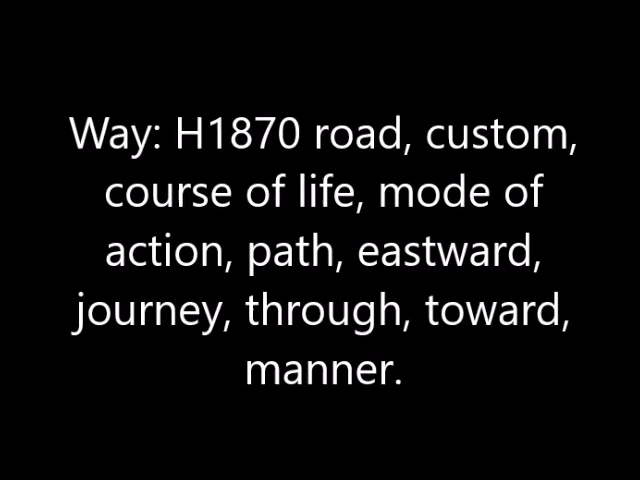 Way: H1870 road, custom,
course of life, mode of
action, path, eastward,
journey, through, toward,
manner.